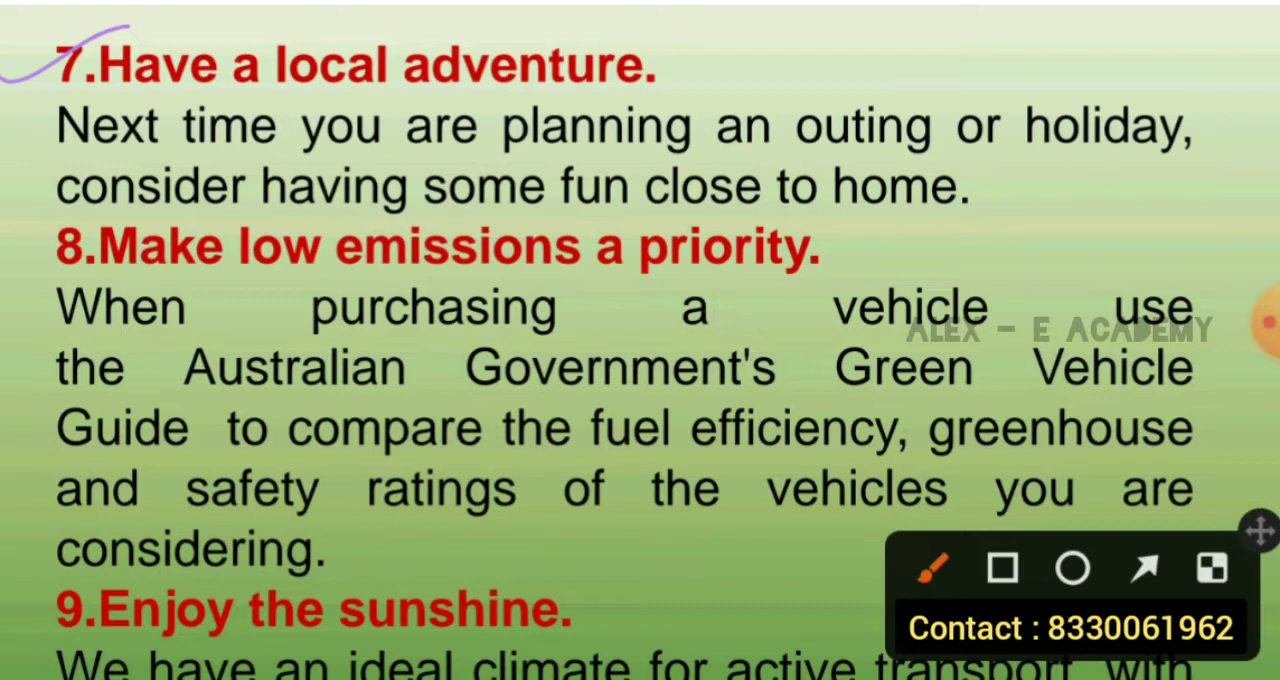 7.Have a local adventure.
Next time you are planning an outing or holiday,
consider having some fun close to home.
8.Make low emissions a priority.
When purchasing a vehicle use
ALEX - E ACADEMY
the Australian Government's Green Vehicle
Guide to compare the fuel efficiency, greenhouse
and safety ratings of the vehicles you are
considering.
9.Enjoy the sunshine.
Contact : 8330061962
We have an ideal climate for active transport, with